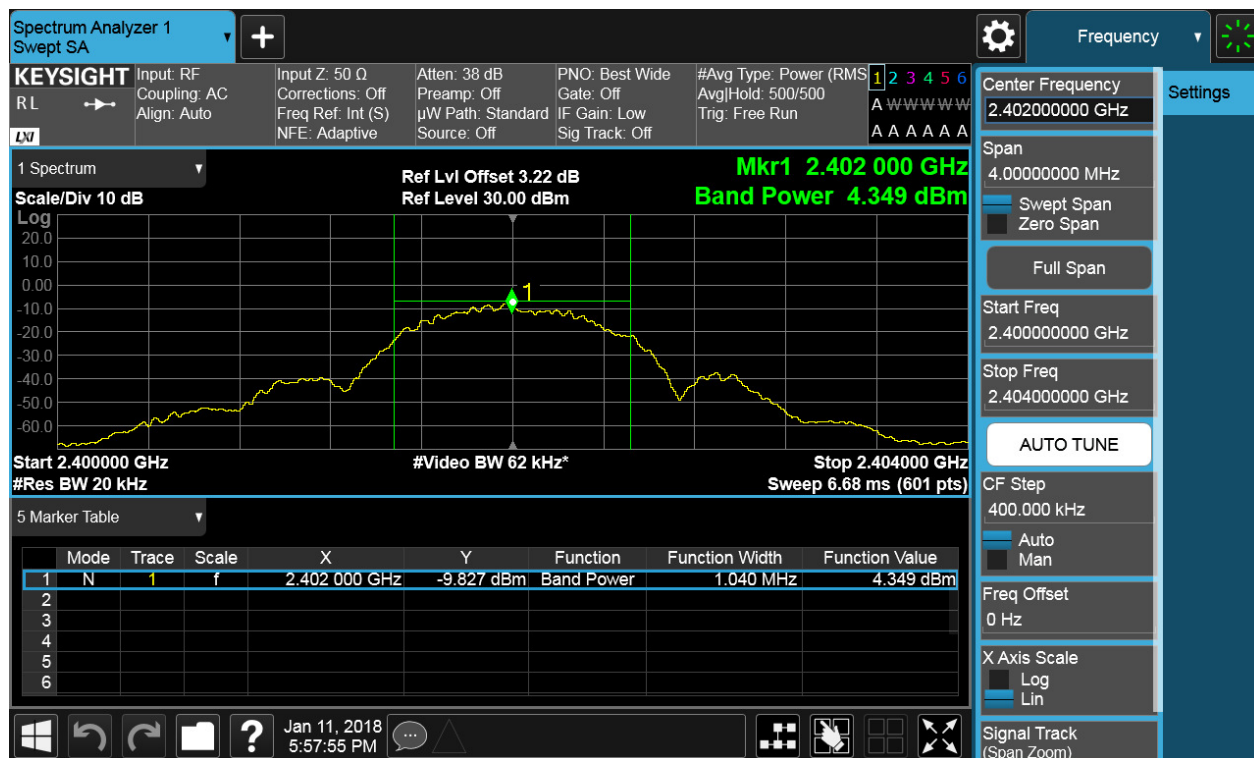 Spectrum Analyzer 1
Swept SA
+
Frequency
KEYSIGHT
R L
LXI
Input: RF
Coupling: AC
Align: Auto
Input Z: 50 Ω
Corrections: Off
Freq Ref: Int (S)
NFE: Adaptive
Atten: 38 dB
Preamp: Off
µW Path: Standard
Source: Off
PNO: Best Wide
Gate: Off
IF Gain: Low
Sig Track: Off
#Avg Type: Power (RMS
Avg|Hold: 500/500
Trig: Free Run
1 2 3 4 5 6
A W W W W W
A A A A A A
Center Frequency
2.402000000 GHz
Settings
Span
4.00000000 MHz
Swept Span
Zero Span
Full Span
Start Freq
2.400000000 GHz
Stop Freq
2.404000000 GHz
AUTO TUNE
CF Step
400.000 kHz
Auto
Man
Freq Offset
0 Hz
X Axis Scale
Log
Lin
Signal Track
(Span Zoom)
1 Spectrum
Scale/Div 10 dB
Ref Lvl Offset 3.22 dB
Ref Level 30.00 dBm
Mkr1 2.402 000 GHz
Band Power 4.349 dBm
Log
20.0
10.0
0.00
-10.0
-20.0
-30.0
-40.0
-50.0
-60.0
1
Start 2.400000 GHz
#Res BW 20 kHz
#Video BW 62 kHz*
Stop 2.404000 GHz
Sweep 6.68 ms (601 pts)
5 Marker Table
Mode Trace Scale X Y Function Function Width Function Value
1 N 1 f 2.402 000 GHz -9.827 dBm Band Power 1.040 MHz 4.349 dBm
2
3
4
5
6
?
Jan 11, 2018
5:57:55 PM